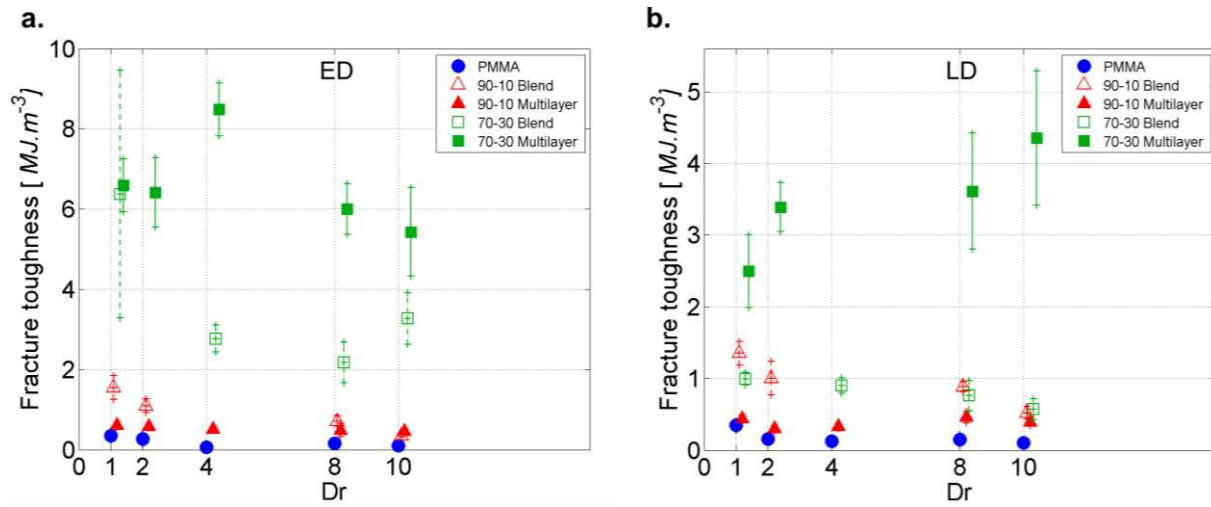 a.
ED
Fracture toughness [ MJ.m⁻³]
10
8
6
4
2
0
0 1 2 4 8 10
Dr
PMMA
90-10 Blend
90-10 Multilayer
70-30 Blend
70-30 Multilayer
b.
LD
Fracture toughness [ MJ.m⁻³]
5
4
3
2
1
0
0 1 2 4 8 10
Dr
PMMA
90-10 Blend
90-10 Multilayer
70-30 Blend
70-30 Multilayer